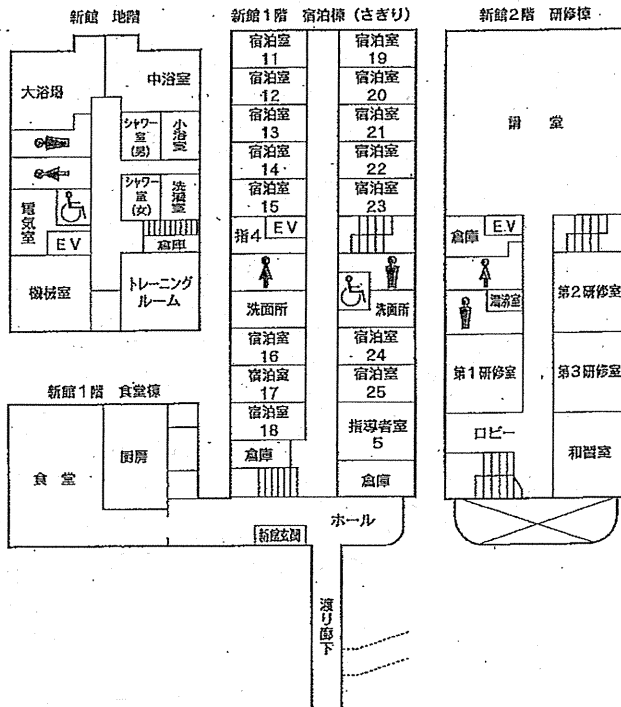 新館 地階
大浴場
中浴室
シャワー
室
(男)
小浴室
シャワー
室
(女)
洗濯室
電気室
EV
倉庫
機械室
トレーニング
ルーム
新館1階 宿泊棟 (さぎり)
宿泊室
11
宿泊室
12
宿泊室
13
宿泊室
14
宿泊室
15
指4
EV
洗面所
宿泊室
16
宿泊室
17
宿泊室
18
倉庫
宿泊室
19
宿泊室
20
宿泊室
21
宿泊室
22
宿泊室
23
洗面所
宿泊室
24
宿泊室
25
指導者室
5
倉庫
新館2階 研修棟
講堂
倉庫
EV
湯沸室
第2研修室
第1研修室
第3研修室
ロビー
和習室
新館1階 食堂棟
食堂
厨房
ホール
新館玄関
渡り廊下